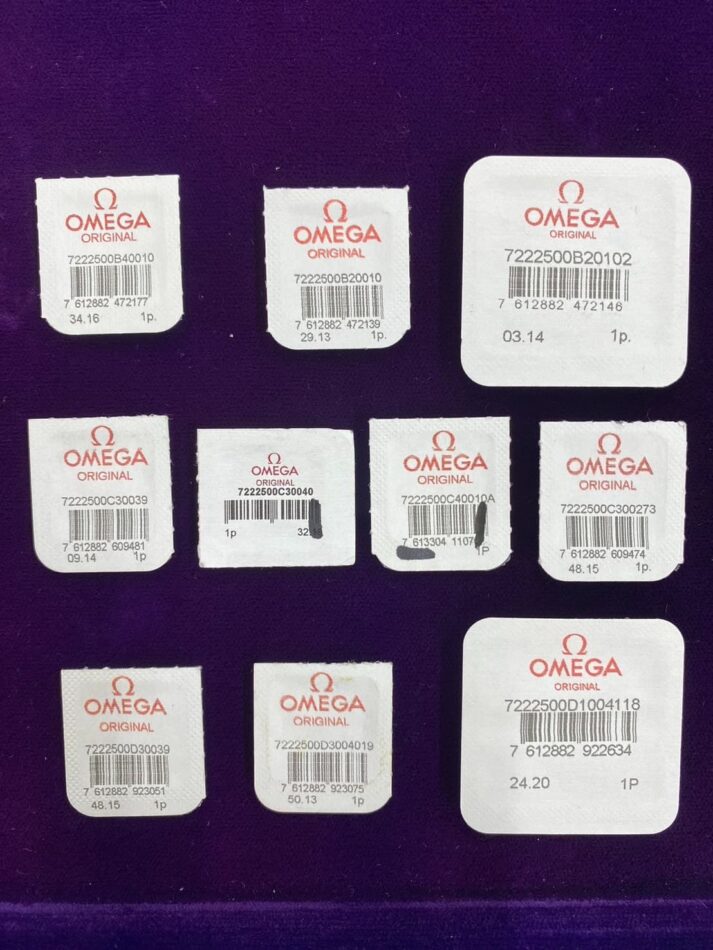 Ω
OMEGA
ORIGINAL
7222500B40010
7 612882 472177
34.16 1p.
Ω
OMEGA
ORIGINAL
7222500B20010
7 612882 472139
29.13 1p.
Ω
OMEGA
ORIGINAL
7222500B20102
7 612882 472146
03.14 1p.
Ω
OMEGA
ORIGINAL
7222500C30039
7 612882 609481
09.14 1p
Ω
OMEGA
ORIGINAL
7222500C30040
1p 32.
Ω
OMEGA
ORIGINAL
7222500C40010A
7 613304 1107
1P
Ω
OMEGA
ORIGINAL
7222500C300273
7 612882 609474
48.15 1p.
Ω
OMEGA
ORIGINAL
7222500D30039
7 612882 923051
48.15 1p
Ω
OMEGA
ORIGINAL
7222500D3004019
7 612882 923075
50.13 1p
Ω
OMEGA
ORIGINAL
7222500D1004118
7 612882 922634
24.20 1P